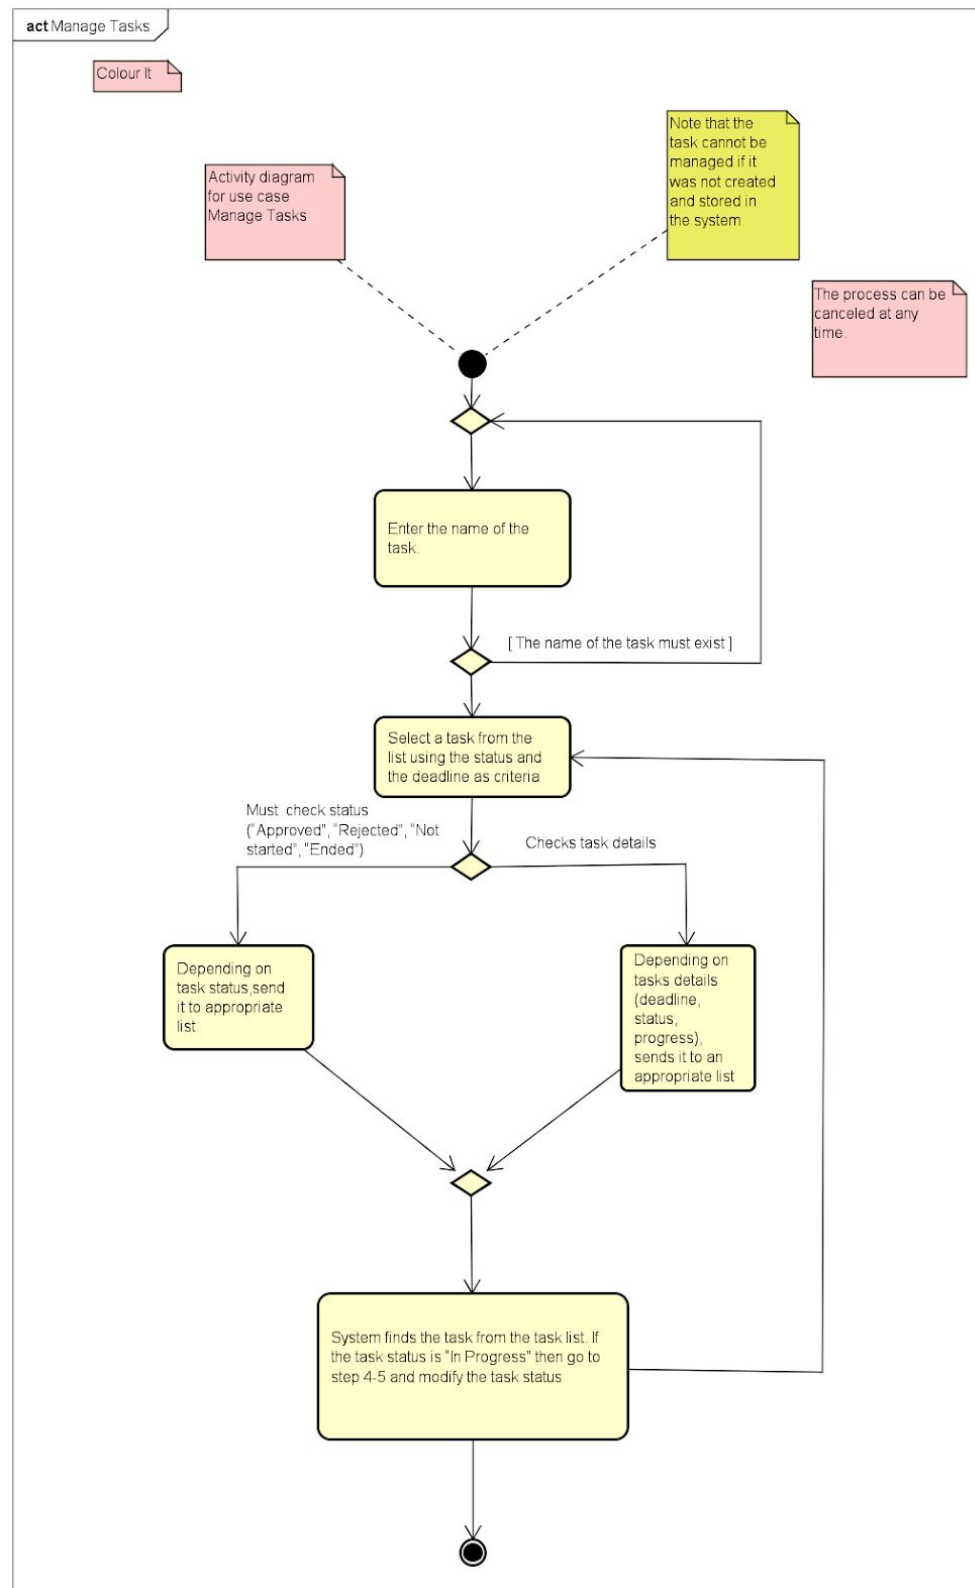 act Manage Tasks
Colour It
Note that the
task cannot be
managed if it
was not created
and stored in
the system
Activity diagram
for use case
Manage Tasks
The process can be
canceled at any
time.
Enter the name of the
task.
[ The name of the task must exist ]
Select a task from the
list using the status and
the deadline as criteria
Must check status
("Approved", "Rejected", "Not
started", "Ended")
Checks task details
Depending on
task status,send
it to appropriate
list
Depending on
tasks details
(deadline,
status,
progress),
sends it to an
appropriate list
System finds the task from the task list. If
the task status is "In Progress" then go to
step 4-5 and modify the task status